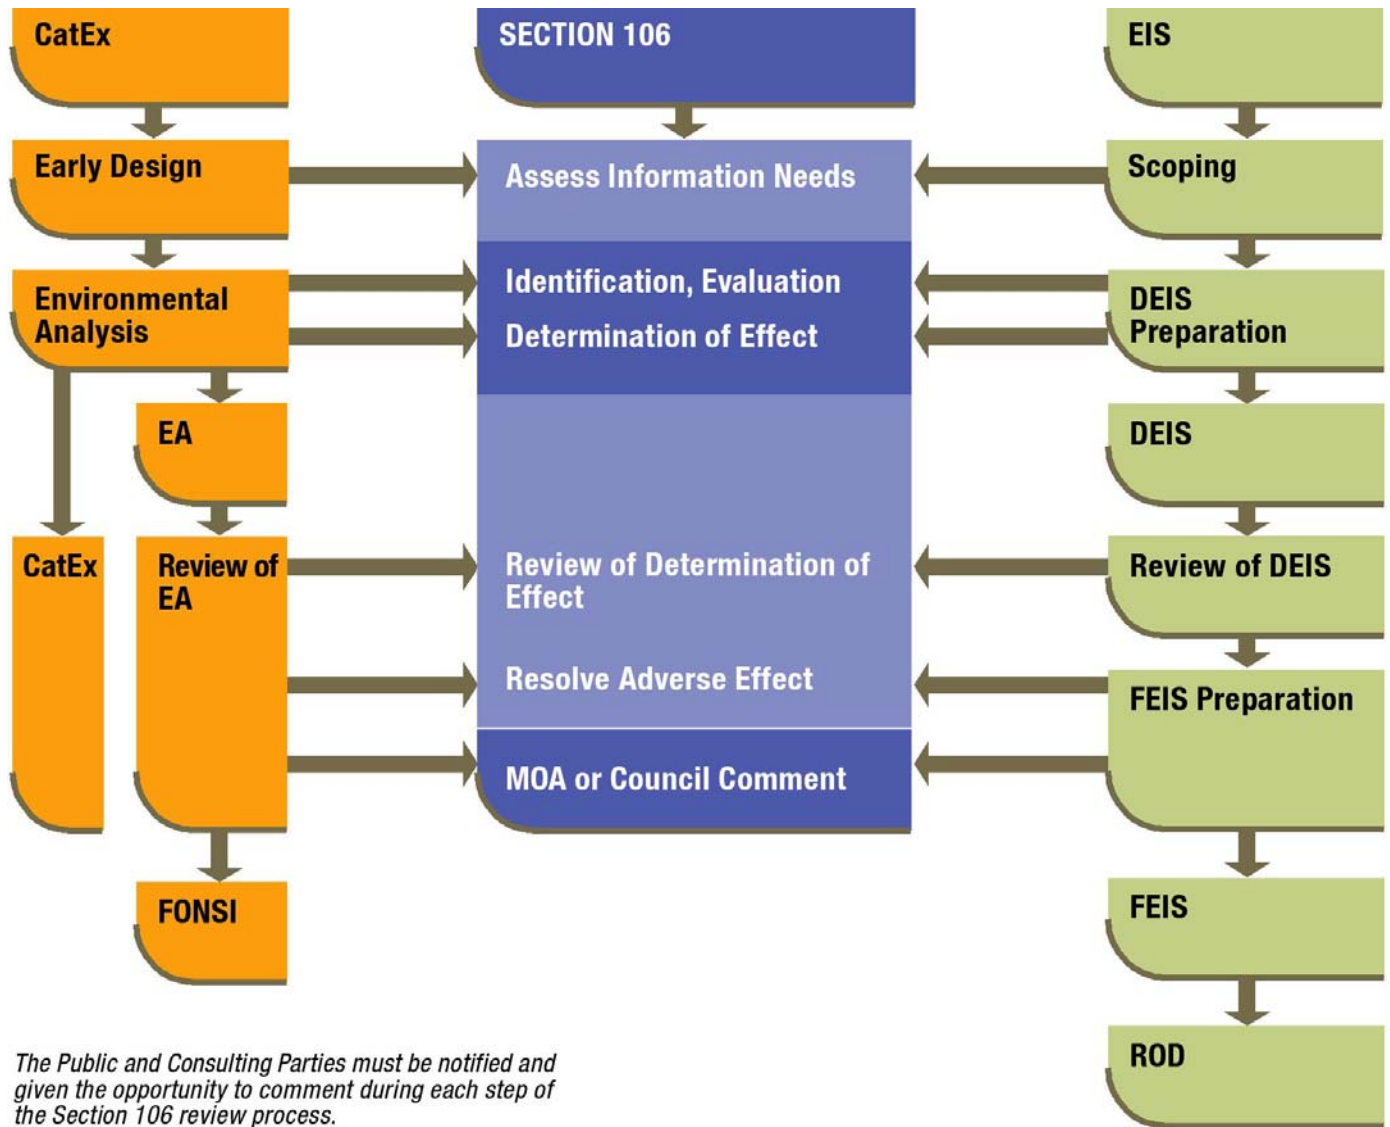 CatEx
SECTION 106
EIS
Early Design
Assess Information Needs
Scoping
Environmental
Analysis
Identification, Evaluation
Determination of Effect
DEIS
Preparation
EA
DEIS
CatEx
Review of
EA
Review of Determination of
Effect
Review of DEIS
Resolve Adverse Effect
FEIS Preparation
MOA or Council Comment
FONSI
FEIS
ROD
The Public and Consulting Parties must be notified and
given the opportunity to comment during each step of
the Section 106 review process.